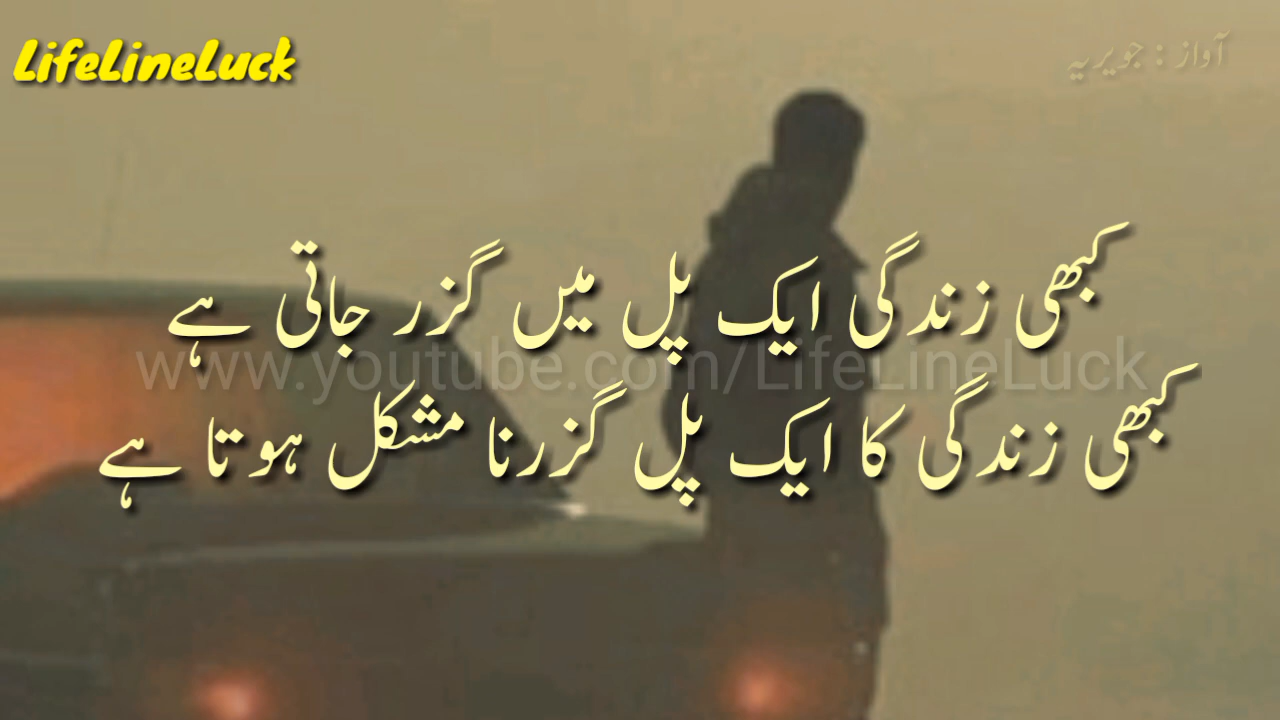 LifeLineLuck
آواز : جویریہ
کبھی زندگی ایک پل میں گزر جاتی ہے
www.youtube.com/LifeLineLuck
کبھی زندگی کا ایک پل گزرنا مشکل ہوتا ہے